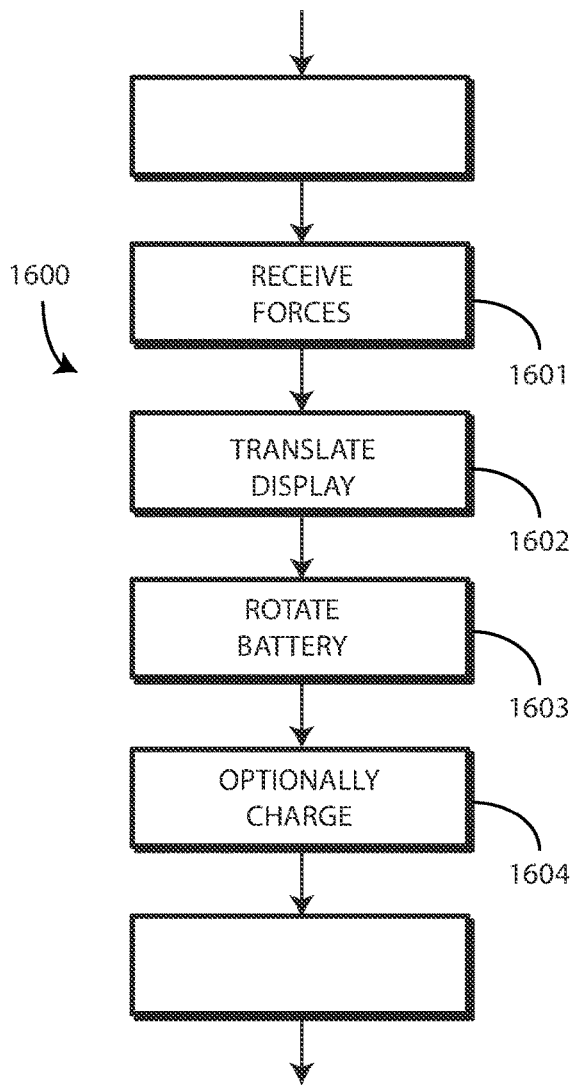 1600
RECEIVE
FORCES
1601
TRANSLATE
DISPLAY
1602
ROTATE
BATTERY
1603
OPTIONALLY
CHARGE
1604